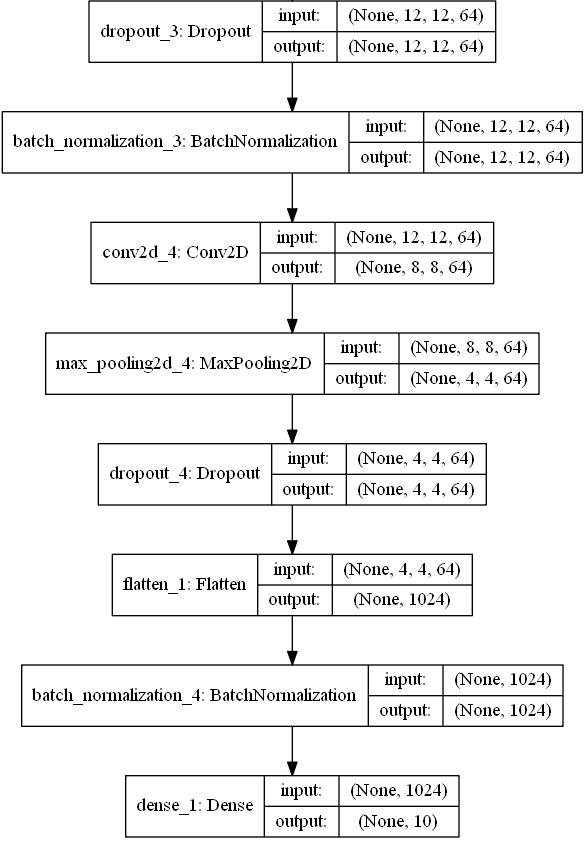 dropout_3: Dropout
input:
(None, 12, 12, 64)
output:
(None, 12, 12, 64)
batch_normalization_3: BatchNormalization
input:
(None, 12, 12, 64)
output:
(None, 12, 12, 64)
conv2d_4: Conv2D
input:
(None, 12, 12, 64)
output:
(None, 8, 8, 64)
max_pooling2d_4: MaxPooling2D
input:
(None, 8, 8, 64)
output:
(None, 4, 4, 64)
dropout_4: Dropout
input:
(None, 4, 4, 64)
output:
(None, 4, 4, 64)
flatten_1: Flatten
input:
(None, 4, 4, 64)
output:
(None, 1024)
batch_normalization_4: BatchNormalization
input:
(None, 1024)
output:
(None, 1024)
dense_1: Dense
input:
(None, 1024)
output:
(None, 10)